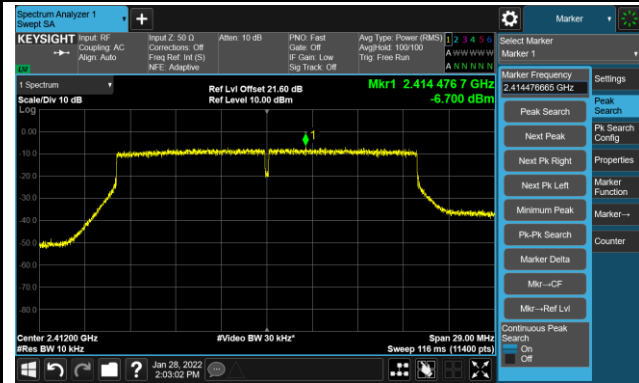 Spectrum Analyzer 1
Swept SA
+
Marker
KEYSIGHT
Input: RF
Coupling: AC
Align: Auto
Input Z: 50 Ω
Corrections: Off
Freq Ref: Int (S)
NFE: Adaptive
Atten: 10 dB
PNO: Fast
Gate: Off
IF Gain: Low
Sig Track: Off
Avg Type: Power (RMS)
Avg|Hold: 100/100
Trig: Free Run
1 2 3 4 5 6
A W W W W W
A N N N N N
LXI
Select Marker
Marker 1
1 Spectrum
Scale/Div 10 dB
Log
Ref Lvl Offset 21.60 dB
Ref Level 10.00 dBm
Mkr1 2.414 476 7 GHz
-6.700 dBm
1
0.00
-10.0
-20.0
-30.0
-40.0
-50.0
-60.0
-70.0
-80.0
Center 2.41200 GHz
#Res BW 10 kHz
#Video BW 30 kHz*
Span 29.00 MHz
Sweep 116 ms (11400 pts)
Marker Frequency
2.414476665 GHz
Peak Search
Next Peak
Next Pk Right
Next Pk Left
Minimum Peak
Pk-Pk Search
Marker Delta
Mkr→CF
Mkr→Ref Lvl
Continuous Peak
Search
On
Off
Settings
Peak
Search
Pk Search
Config
Properties
Marker
Function
Marker→
Counter
?
Jan 28, 2022
2:03:02 PM